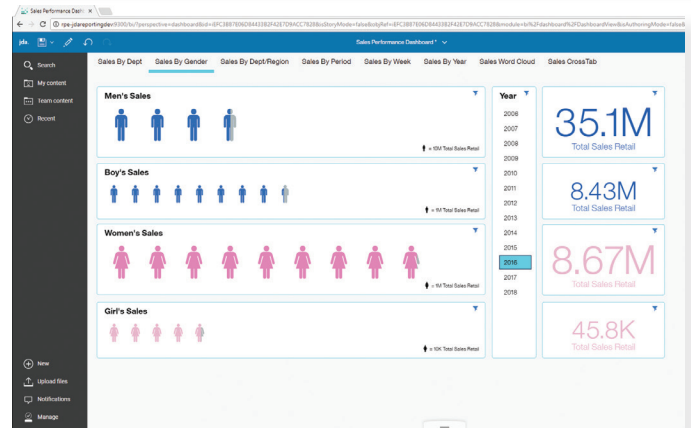 Sales Performance Dashb
jda
Sales Performance Dashboard *
Search
My content
Team content
Recent
New
Upload files
Notifications
Manage
Sales By Dept
Sales By Gender
Sales By Dept/Region
Sales By Period
Sales By Week
Sales By Year
Sales Word Cloud
Sales CrossTab
Men's Sales
= 10M Total Sales Retail
Boy's Sales
= 1M Total Sales Retail
Women's Sales
= 1M Total Sales Retail
Girl's Sales
= 10K Total Sales Retail
Year
2006
2007
2008
2009
2010
2011
2012
2013
2014
2015
2016
2017
2018
35.1M
Total Sales Retail
8.43M
Total Sales Retail
8.67M
Total Sales Retail
45.8K
Total Sales Retail